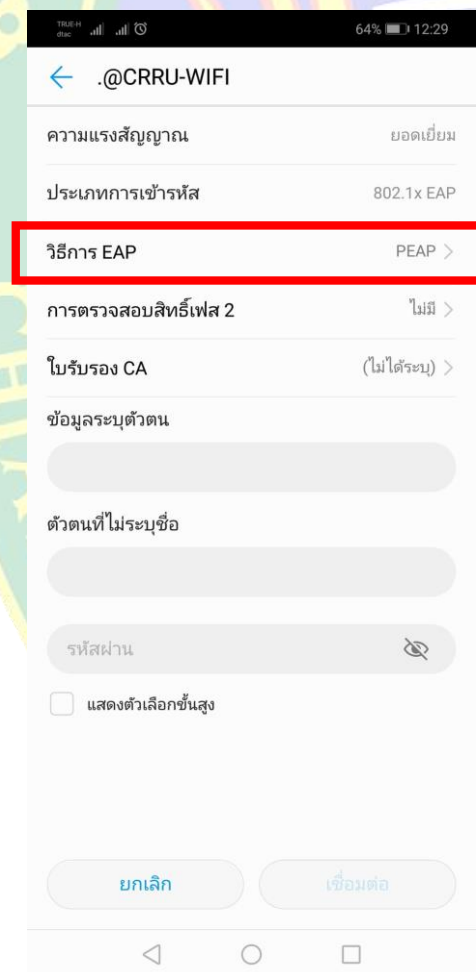 TRUE-H
dtac
64% 12:29
.@CRRU-WIFI
ความแรงสัญญาณ ยอดเยี่ยม
ประเภทการเข้ารหัส 802.1x EAP
วิธีการ EAP PEAP
การตรวจสอบสิทธิ์เฟส 2 ไม่มี
ใบรับรอง CA (ไม่ได้ระบุ)
ข้อมูลระบุตัวตน
ตัวตนที่ไม่ระบุชื่อ
รหัสผ่าน
แสดงตัวเลือกขั้นสูง
ยกเลิก เชื่อมต่อ